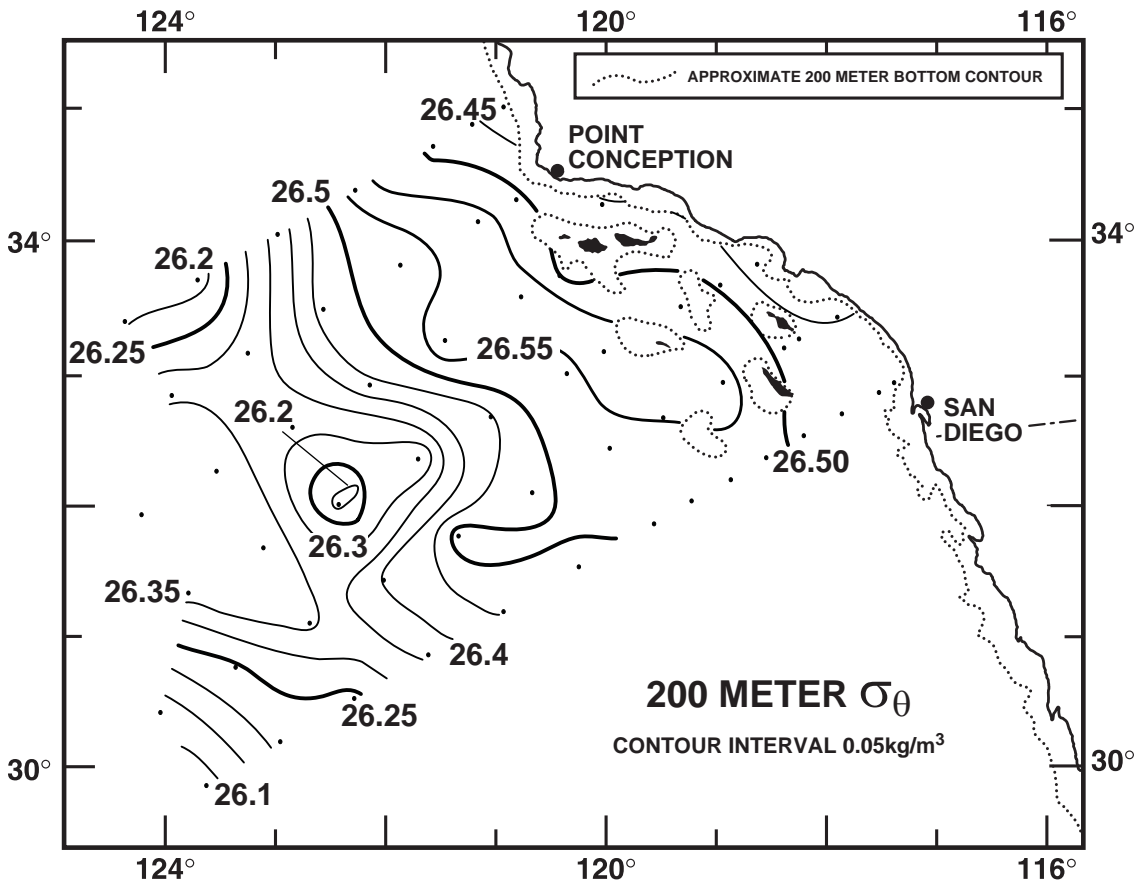 124° 120° 116°
APPROXIMATE 200 METER BOTTOM CONTOUR
26.45
POINT
CONCEPTION
26.5
34° 34°
26.2
26.25
26.55
26.2
SAN
DIEGO
26.50
26.3
26.35
26.4
200 METER σθ
26.25
CONTOUR INTERVAL 0.05kg/m³
30° 30°
26.1
124° 120° 116°